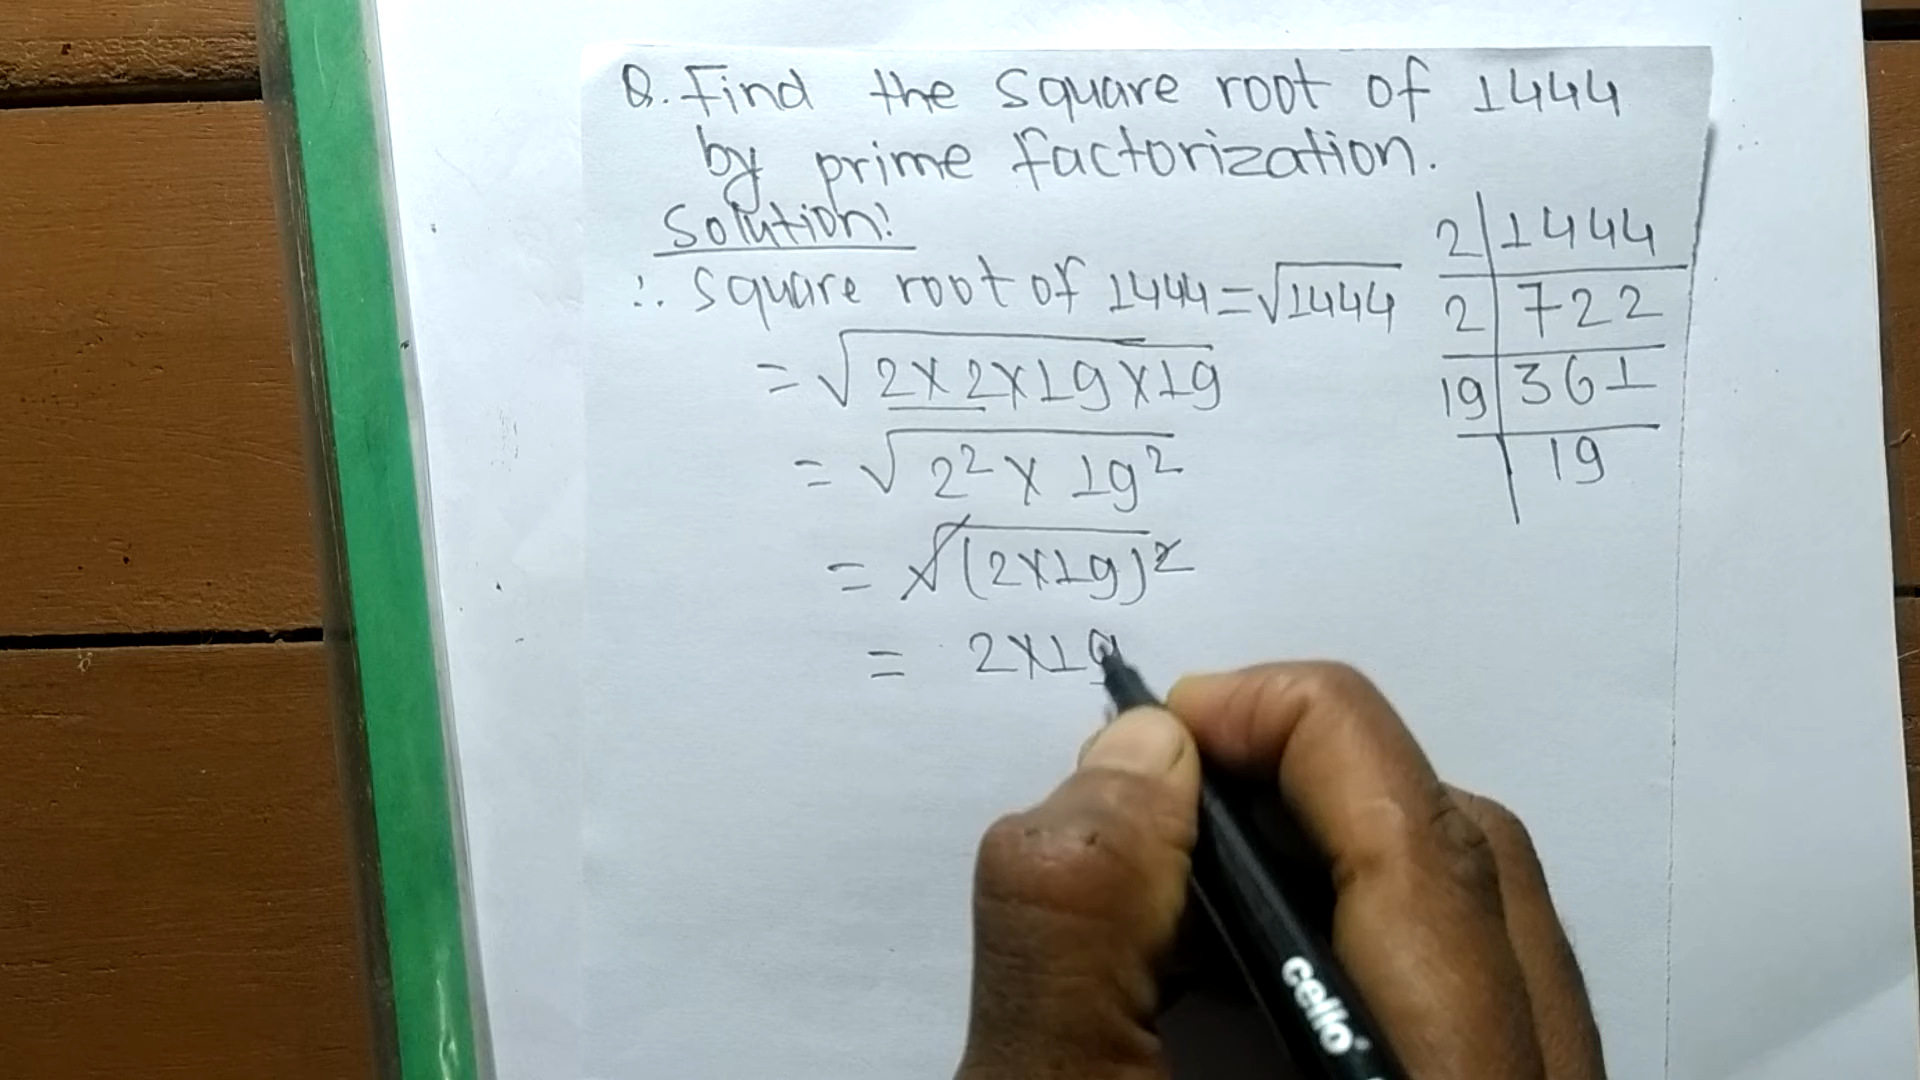 Q. Find the square root of 1444
by prime factorization.
Solution:
∴ square root of 1444 = √1444
= √2×2×19×19
= √2² × 19²
= √(2×19)²
= 2×19
2 | 1444
2 | 722
19 | 361
| 19
cello